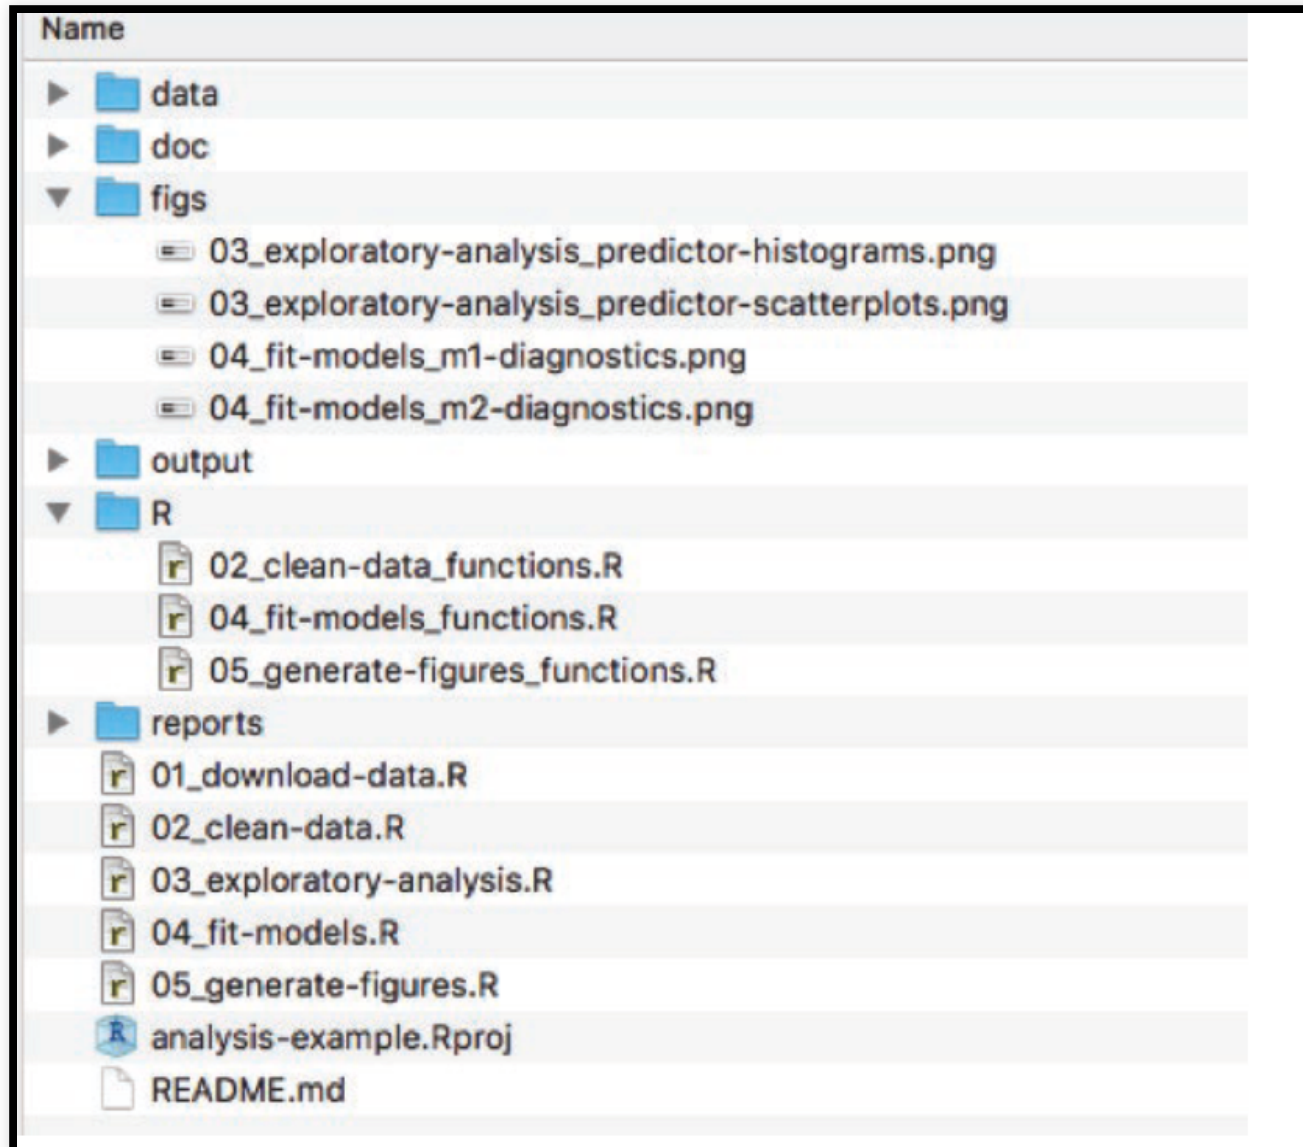 Name
data
doc
figs
03_exploratory-analysis_predictor-histograms.png
03_exploratory-analysis_predictor-scatterplots.png
04_fit-models_m1-diagnostics.png
04_fit-models_m2-diagnostics.png
output
R
02_clean-data_functions.R
04_fit-models_functions.R
05_generate-figures_functions.R
reports
01_download-data.R
02_clean-data.R
03_exploratory-analysis.R
04_fit-models.R
05_generate-figures.R
analysis-example.Rproj
README.md